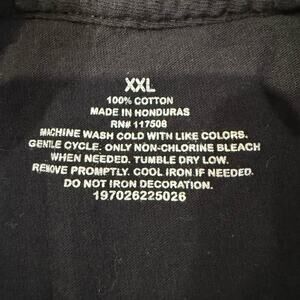 XXL
100% COTTON
MADE IN HONDURAS
RN# 117508
MACHINE WASH COLD WITH LIKE COLORS.
GENTLE CYCLE. ONLY NON-CHLORINE BLEACH
WHEN NEEDED. TUMBLE DRY LOW.
REMOVE PROMPTLY. COOL IRON IF NEEDED.
DO NOT IRON DECORATION.
197026225026